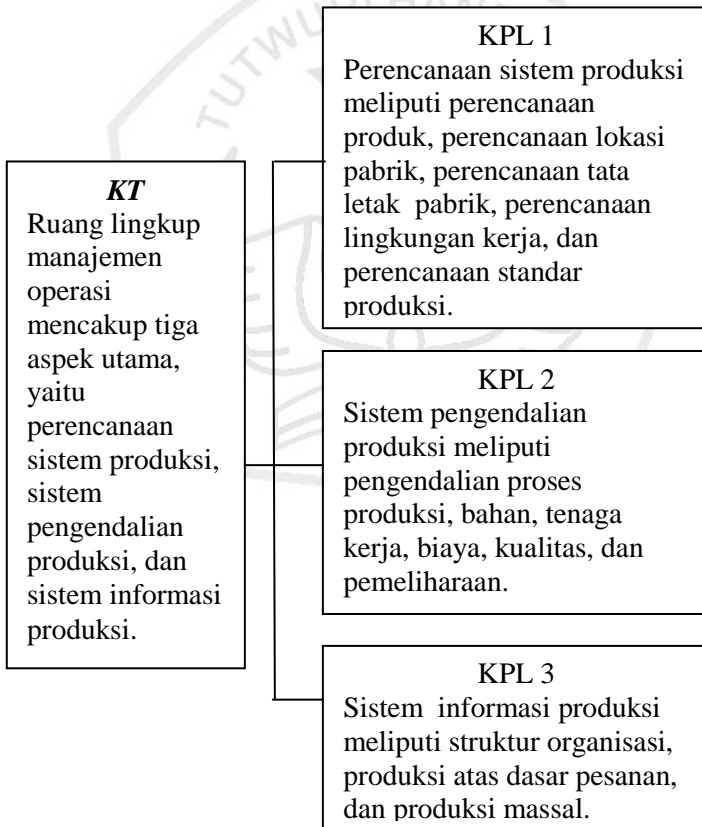 TUTWURI HAN
KT
Ruang lingkup
manajemen
operasi
mencakup tiga
aspek utama,
yaitu
perencanaan
sistem produksi,
sistem
pengendalian
produksi, dan
sistem informasi
produksi.
KPL 1
Perencanaan sistem produksi
meliputi perencanaan
produk, perencanaan lokasi
pabrik, perencanaan tata
letak pabrik, perencanaan
lingkungan kerja, dan
perencanaan standar
produksi.
KPL 2
Sistem pengendalian
produksi meliputi
pengendalian proses
produksi, bahan, tenaga
kerja, biaya, kualitas, dan
pemeliharaan.
KPL 3
Sistem informasi produksi
meliputi struktur organisasi,
produksi atas dasar pesanan,
dan produksi massal.